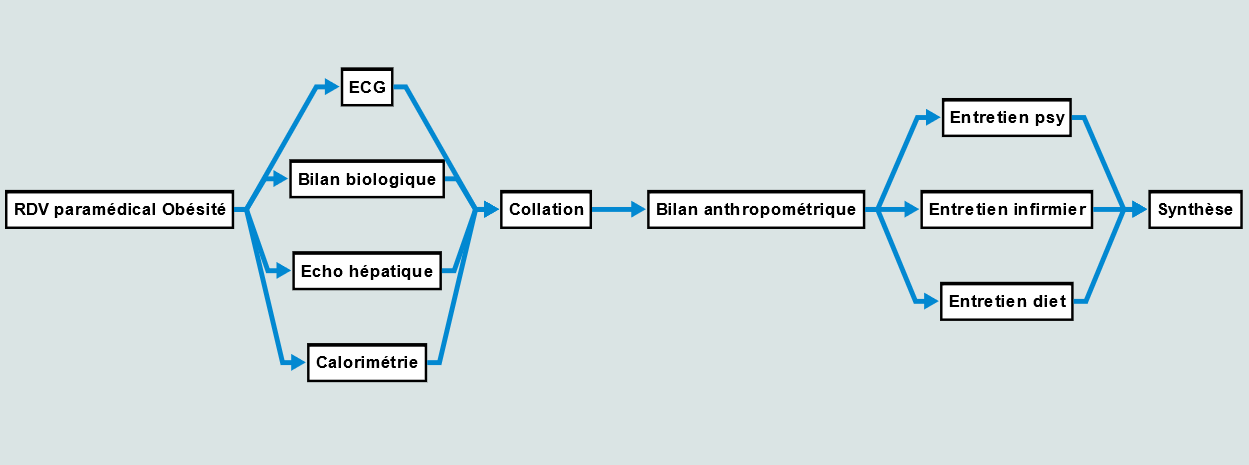 RDV paramédical Obésité
ECG
Bilan biologique
Echo hépatique
Calorimétrie
Collation
Bilan anthropométrique
Entretien psy
Entretien infirmier
Entretien diet
Synthèse